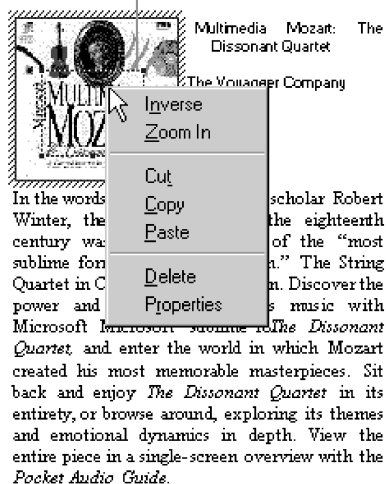 Multimedia Mozart: The
Dissonant Quartet
The Voyager Company
MULTIM
MOZ
Microsoft
Inverse
Zoom In
Cut
Copy
Paste
Delete
Properties
In the words scholar Robert
Winter, the the eighteenth
century was of the “most
sublime for n.” The String
Quartet in C n. Discover the
power and s music with
Microsoft The Dissonant
Quartet, and enter the world in which Mozart
created his most memorable masterpieces. Sit
back and enjoy The Dissonant Quartet in its
entirety, or browse around, exploring its themes
and emotional dynamics in depth. View the
entire piece in a single-screen overview with the
Pocket Audio Guide.